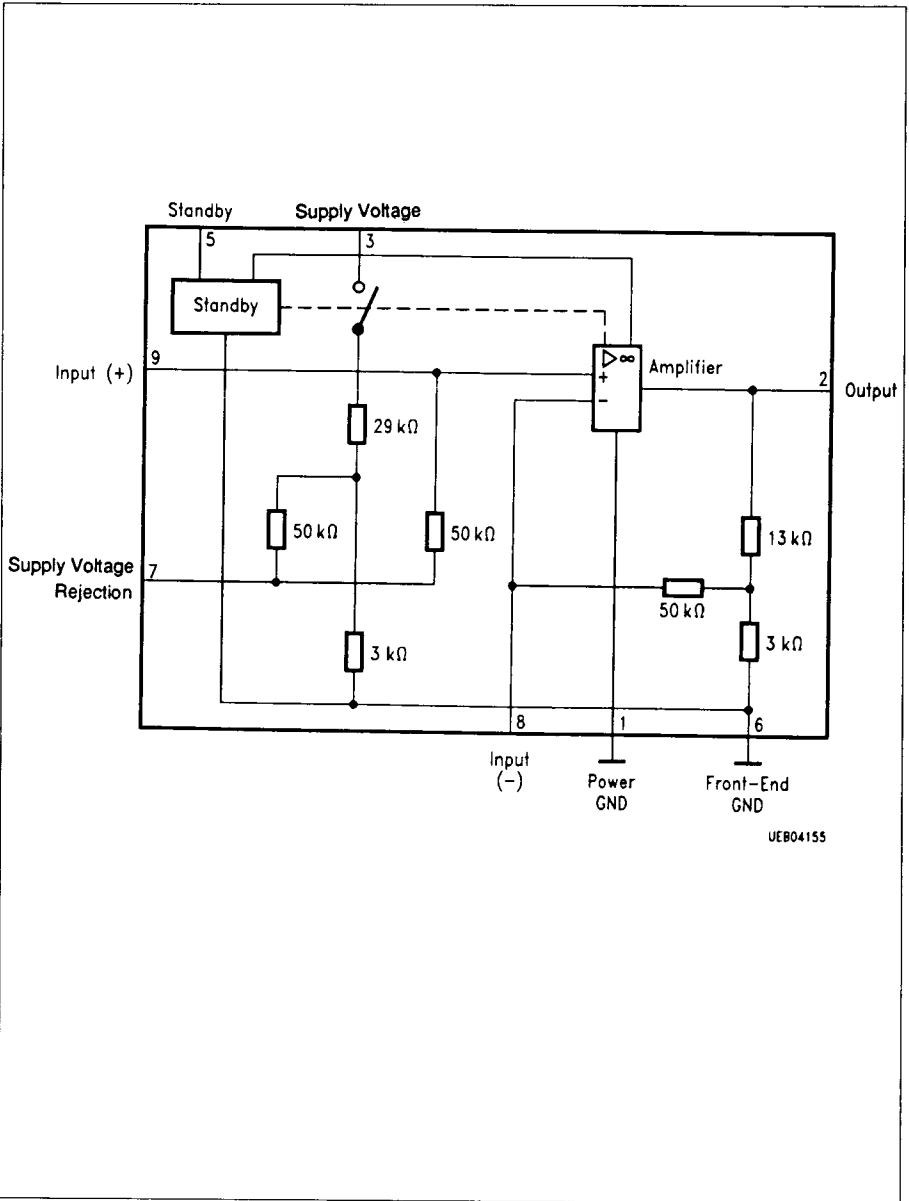 Standby
Supply Voltage
5
3
Standby
9
Input (+)
∞
+
−
Amplifier
2
Output
29 kΩ
50 kΩ
50 kΩ
13 kΩ
Supply Voltage
Rejection
7
50 kΩ
3 kΩ
3 kΩ
8
1
6
Input
(−)
Power
GND
Front-End
GND
UEB04155